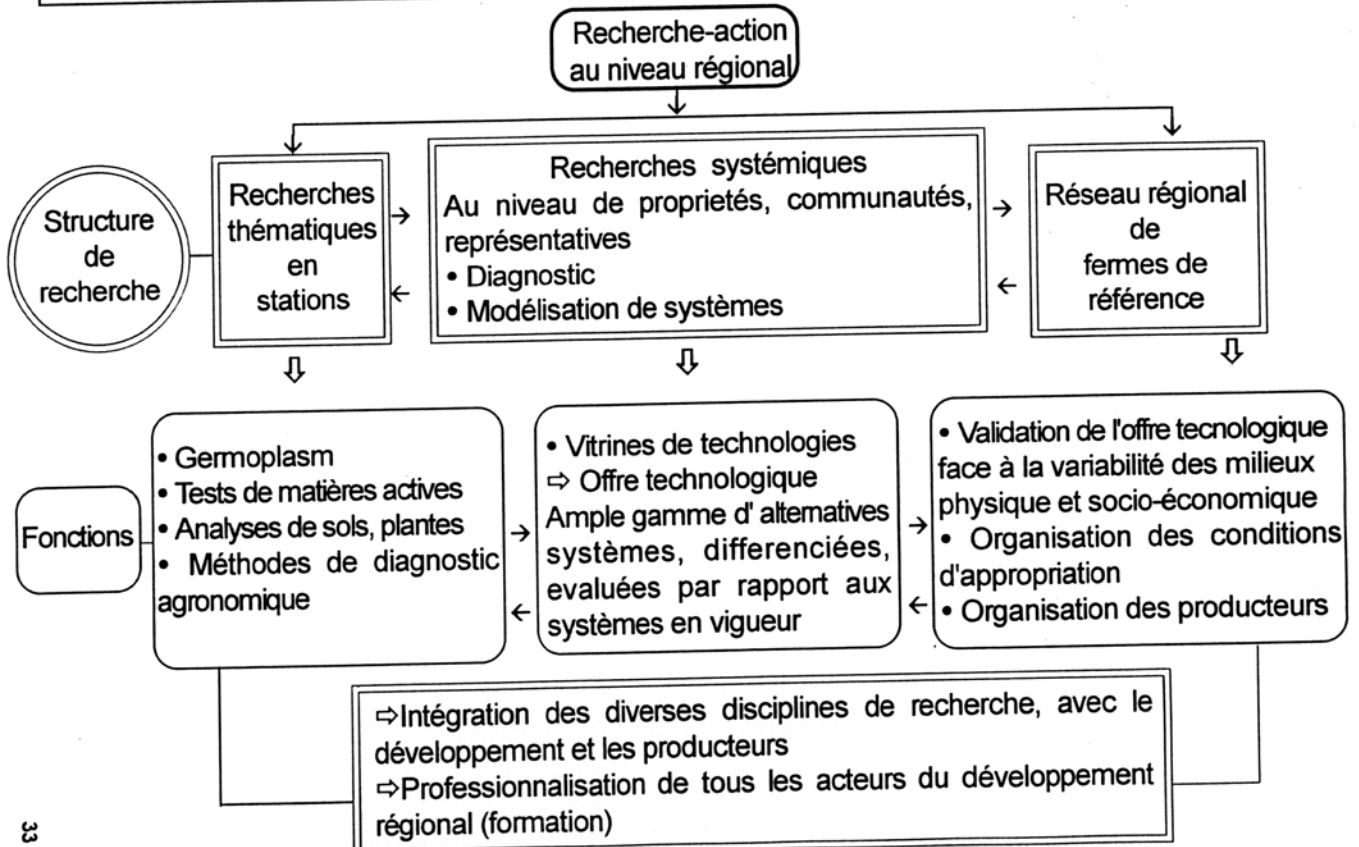 Recherche-action
au niveau régional
Structure
de
recherche
Recherches
thématiques
en
stations
Recherches systémiques
Au niveau de proprietés, communautés,
représentatives
• Diagnostic
• Modélisation de systèmes
Réseau régional
de
fermes de
référence
Fonctions
• Germoplasm
• Tests de matières actives
• Analyses de sols, plantes
• Méthodes de diagnostic
agronomique
• Vitrines de technologies
⇨ Offre technologique
Ample gamme d' alternatives
systèmes, differenciées,
evaluées par rapport aux
systèmes en vigueur
• Validation de l'offre tecnologique
face à la variabilité des milieux
physique et socio-économique
• Organisation des conditions
d'appropriation
• Organisation des producteurs
⇨Intégration des diverses disciplines de recherche, avec le
développement et les producteurs
⇨Professionnalisation de tous les acteurs du développement
régional (formation)
33